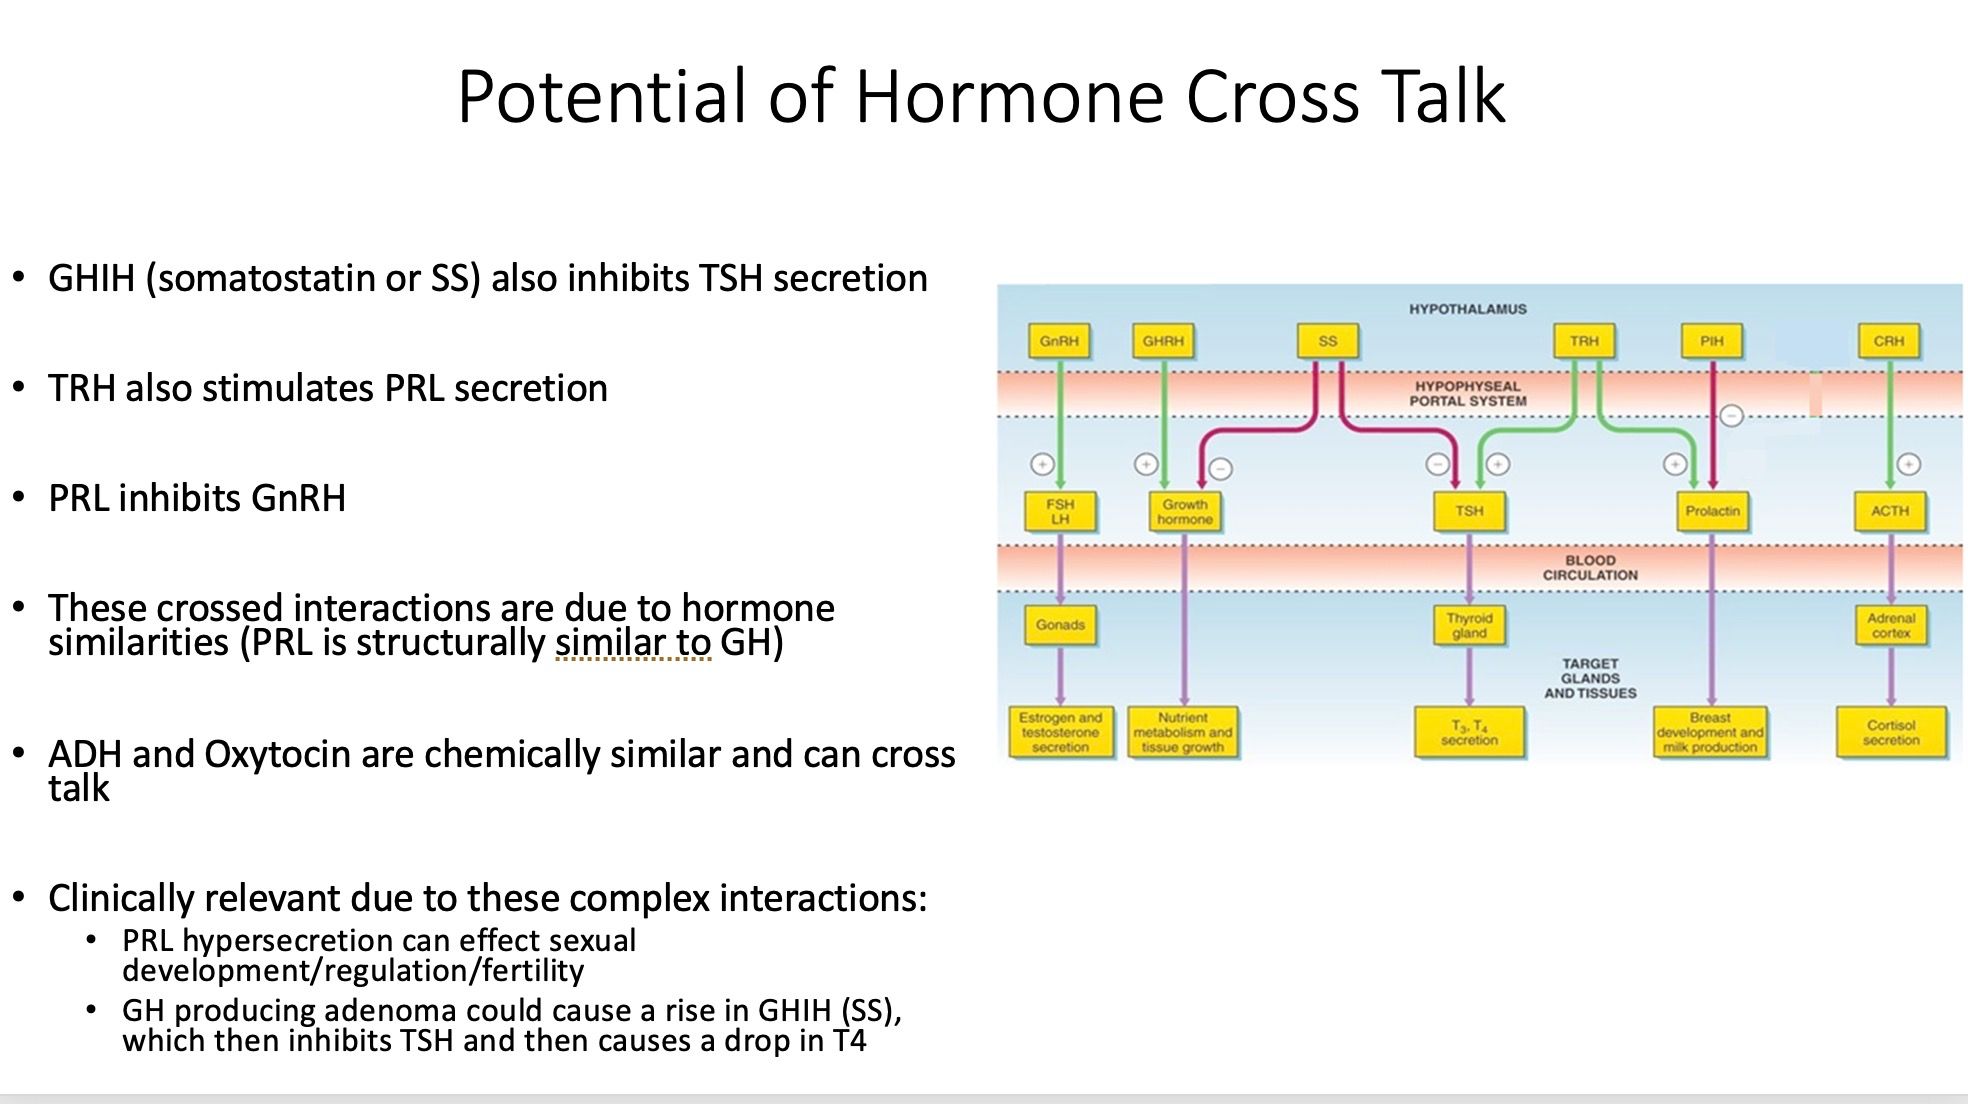 Potential of Hormone Cross Talk
• GHIH (somatostatin or SS) also inhibits TSH secretion
• TRH also stimulates PRL secretion
• PRL inhibits GnRH
• These crossed interactions are due to hormone
similarities (PRL is structurally similar to GH)
• ADH and Oxytocin are chemically similar and can cross
talk
• Clinically relevant due to these complex interactions:
• PRL hypersecretion can effect sexual
development/regulation/fertility
• GH producing adenoma could cause a rise in GHIH (SS),
which then inhibits TSH and then causes a drop in T4
HYPOTHALAMUS
GnRH
GHRH
SS
TRH
PIH
CRH
HYPOPHYSEAL
PORTAL SYSTEM
−
+
+
−
−
+
+
+
FSH
LH
Growth
hormone
TSH
Prolactin
ACTH
BLOOD
CIRCULATION
Gonads
Thyroid
gland
Adrenal
cortex
TARGET
GLANDS
AND TISSUES
Estrogen and
testosterone
secretion
Nutrient
metabolism and
tissue growth
T₃, T₄
secretion
Breast
development and
milk production
Cortisol
secretion